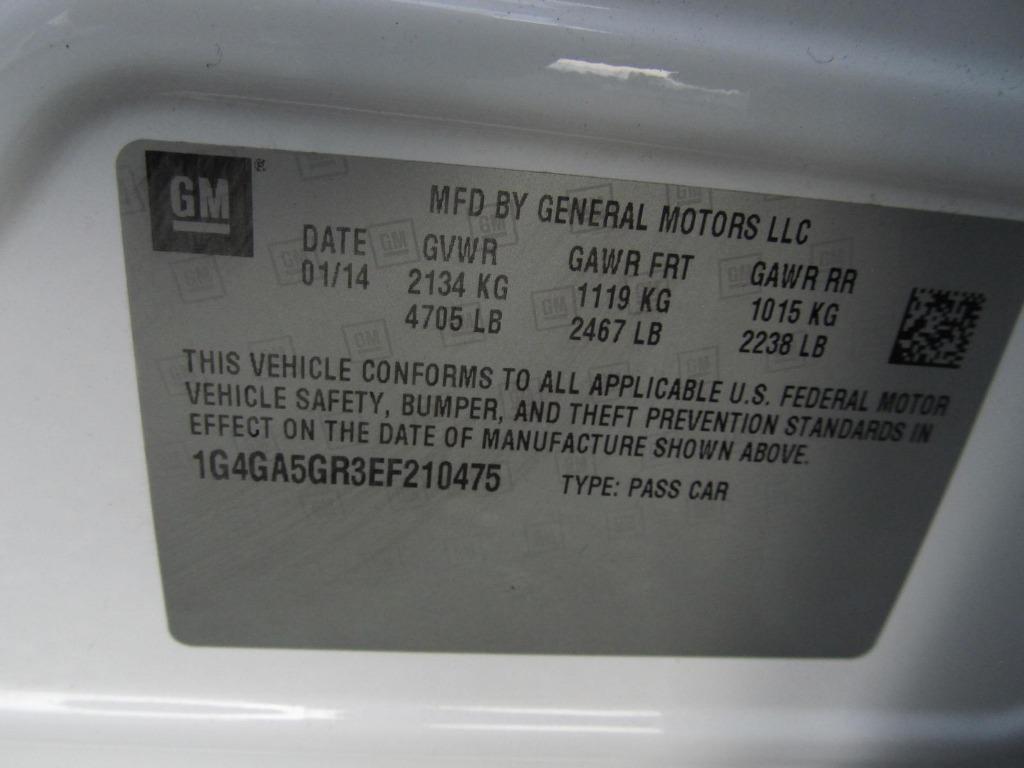 GM®
MFD BY GENERAL MOTORS LLC
DATE GVWR GAWR FRT GAWR RR
01/14 2134 KG 1119 KG 1015 KG
4705 LB 2467 LB 2238 LB
THIS VEHICLE CONFORMS TO ALL APPLICABLE U.S. FEDERAL MOTOR
VEHICLE SAFETY, BUMPER, AND THEFT PREVENTION STANDARDS IN
EFFECT ON THE DATE OF MANUFACTURE SHOWN ABOVE.
1G4GA5GR3EF210475 TYPE: PASS CAR